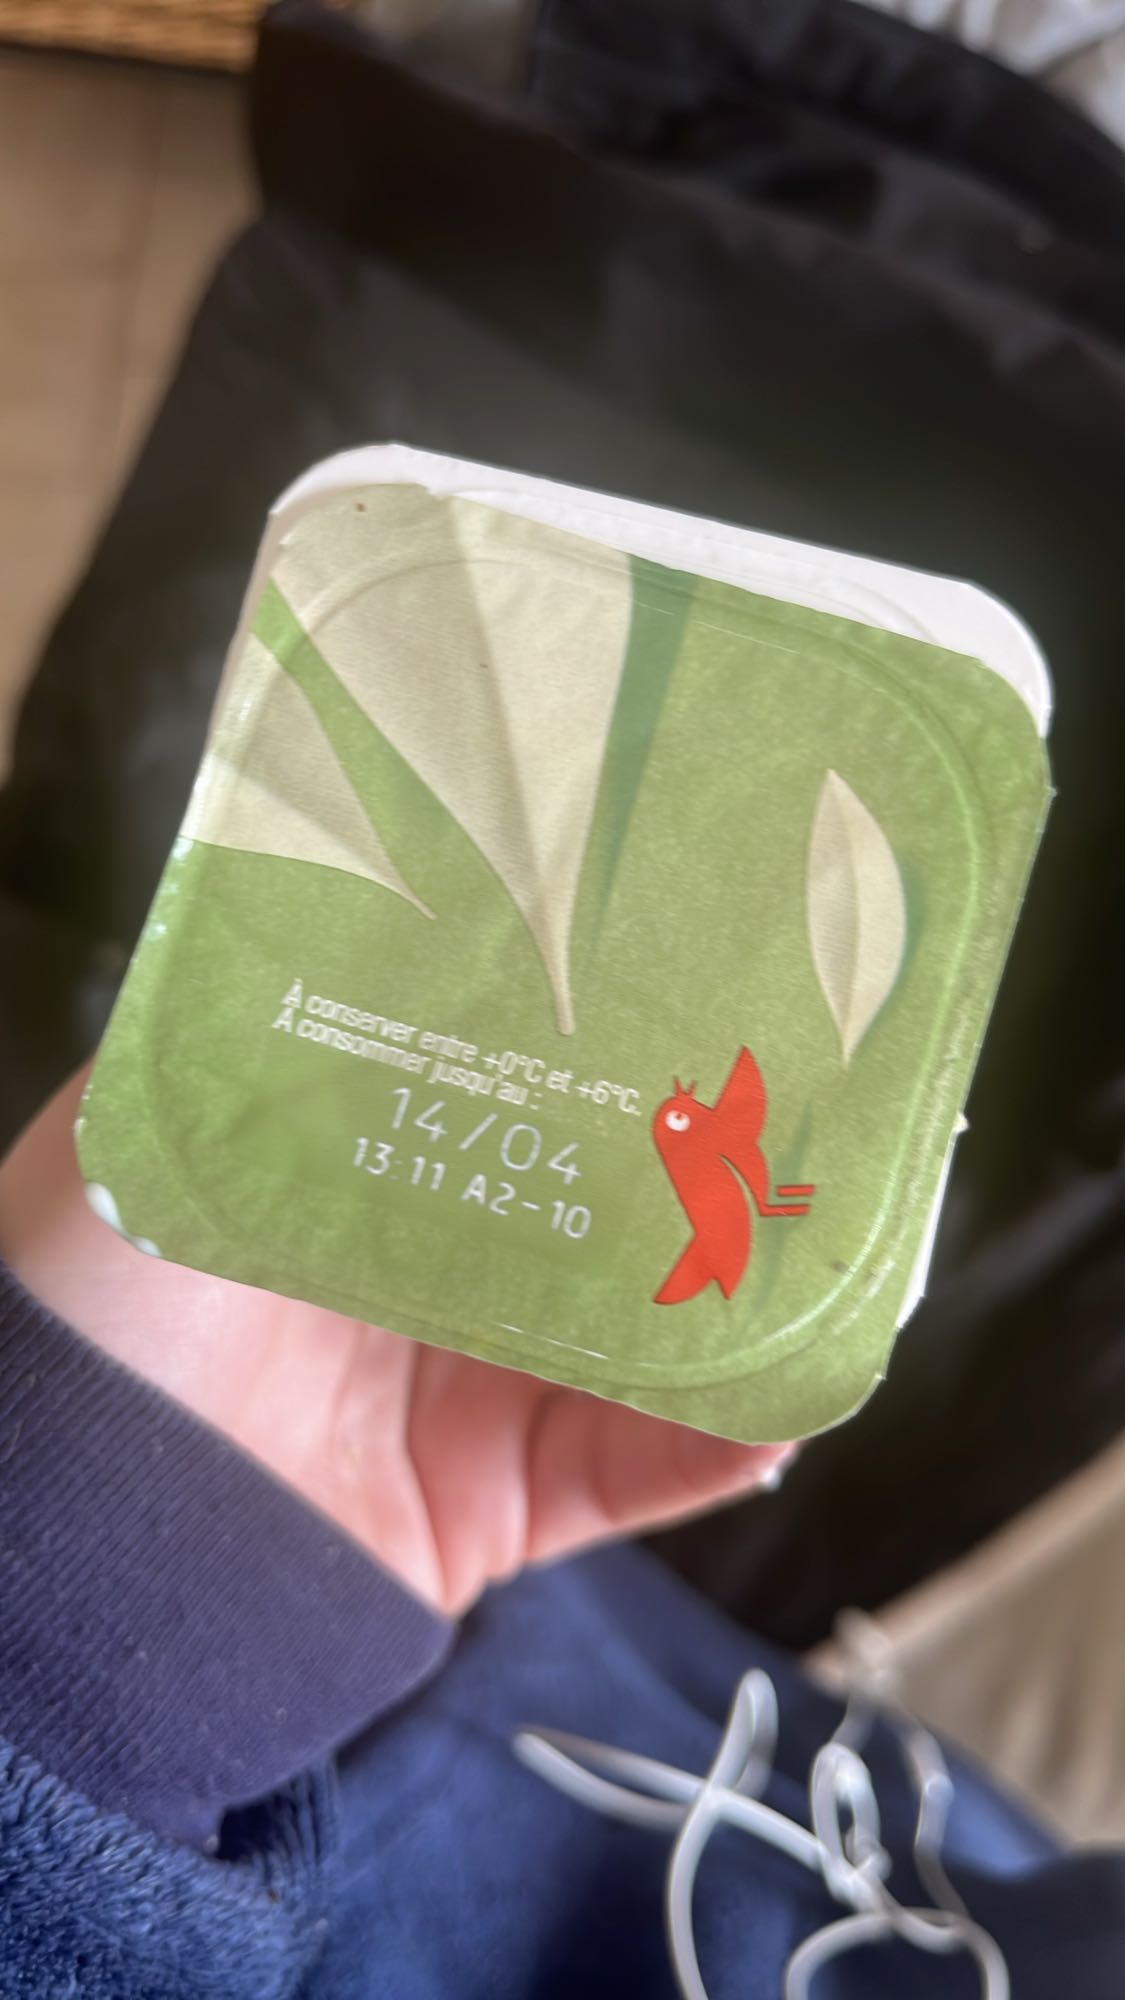 À conserver entre +0°C et +6°C.
À consommer jusqu'au :
14/04
13:11 A2-10